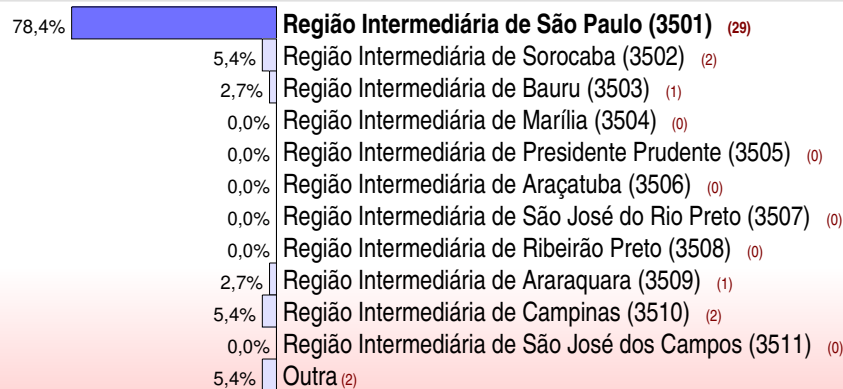 78,4% Região Intermediária de São Paulo (3501) (29)
5,4% Região Intermediária de Sorocaba (3502) (2)
2,7% Região Intermediária de Bauru (3503) (1)
0,0% Região Intermediária de Marília (3504) (0)
0,0% Região Intermediária de Presidente Prudente (3505) (0)
0,0% Região Intermediária de Araçatuba (3506) (0)
0,0% Região Intermediária de São José do Rio Preto (3507) (0)
0,0% Região Intermediária de Ribeirão Preto (3508) (0)
2,7% Região Intermediária de Araraquara (3509) (1)
5,4% Região Intermediária de Campinas (3510) (2)
0,0% Região Intermediária de São José dos Campos (3511) (0)
5,4% Outra (2)